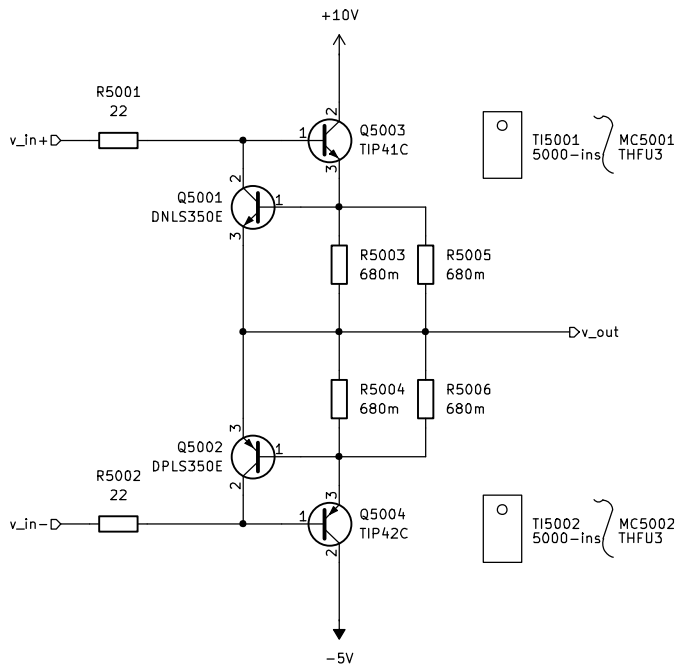 +10V
R5001
22
v_in+
1
2
3
Q5003
TIP41C
TI5001
5000-ins
MC5001
THFU3
Q5001
DNLS350E
2
1
3
R5003
680m
R5005
680m
v_out
R5004
680m
R5006
680m
Q5002
DPLS350E
3
1
2
R5002
22
v_in-
1
3
2
Q5004
TIP42C
TI5002
5000-ins
MC5002
THFU3
-5V